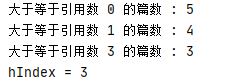 大于等于引用数 0 的篇数 : 5
大于等于引用数 1 的篇数 : 4
大于等于引用数 3 的篇数 : 3
hIndex = 3